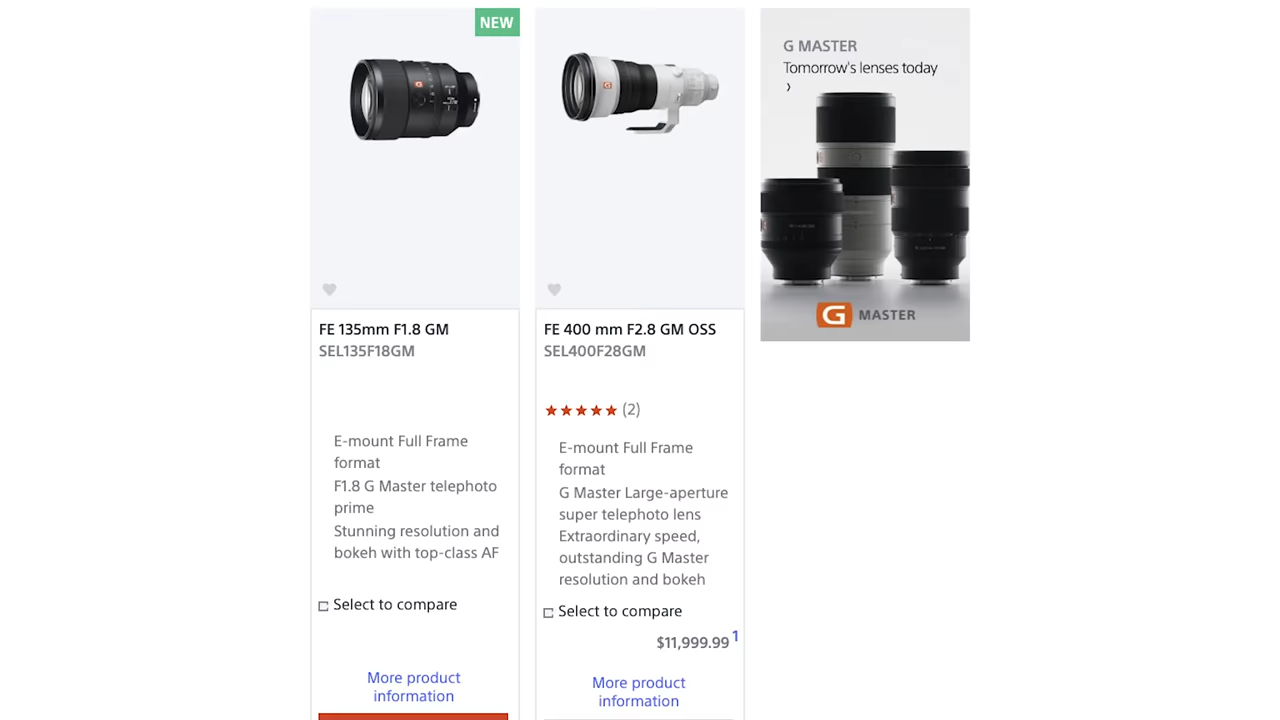 NEW
FE 135mm F1.8 GM
SEL135F18GM
E-mount Full Frame
format
F1.8 G Master telephoto
prime
Stunning resolution and
bokeh with top-class AF
Select to compare
More product
information
FE 400 mm F2.8 GM OSS
SEL400F28GM
(2)
E-mount Full Frame
format
G Master Large-aperture
super telephoto lens
Extraordinary speed,
outstanding G Master
resolution and bokeh
Select to compare
$11,999.99 1
More product
information
G MASTER
Tomorrow's lenses today
›
G MASTER